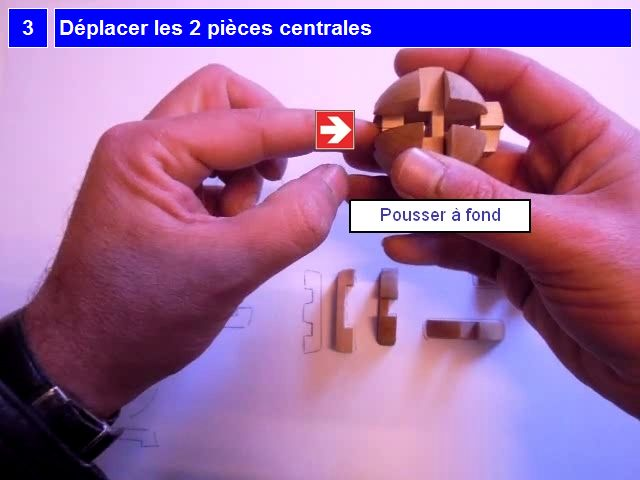 3 Déplacer les 2 pièces centrales
Pousser à fond